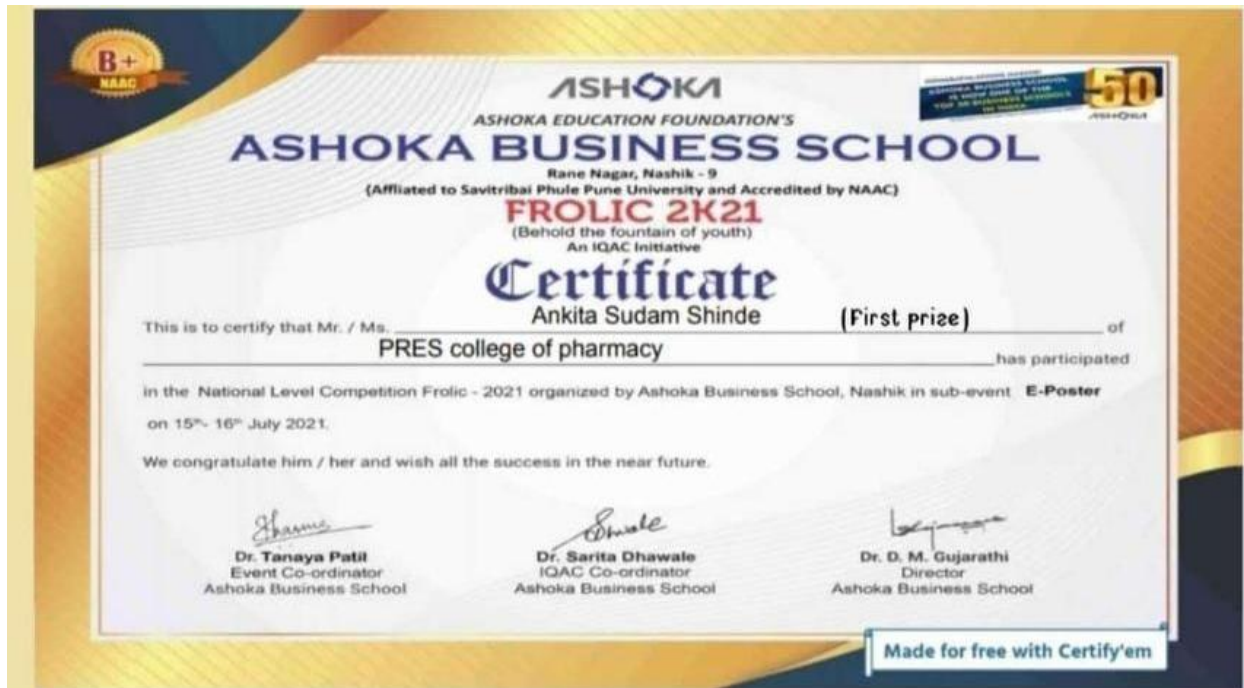 B+
NAAC
ASHOKA
50
ASHOKA
ASHOKA EDUCATION FOUNDATION'S
ASHOKA BUSINESS SCHOOL
Rane Nagar, Nashik - 9
(Affliated to Savitribai Phule Pune University and Accredited by NAAC)
FROLIC 2K21
(Behold the fountain of youth)
An IQAC Initiative
Certificate
This is to certify that Mr. / Ms. Ankita Sudam Shinde (First prize) of
PRES college of pharmacy has participated
in the National Level Competition Frolic - 2021 organized by Ashoka Business School, Nashik in sub-event E-Poster
on 15th- 16th July 2021.
We congratulate him / her and wish all the success in the near future.
Dr. Tanaya Patil Dr. Sarita Dhawale Dr. D. M. Gujarathi
Event Co-ordinator IQAC Co-ordinator Director
Ashoka Business School Ashoka Business School Ashoka Business School
Made for free with Certify'em